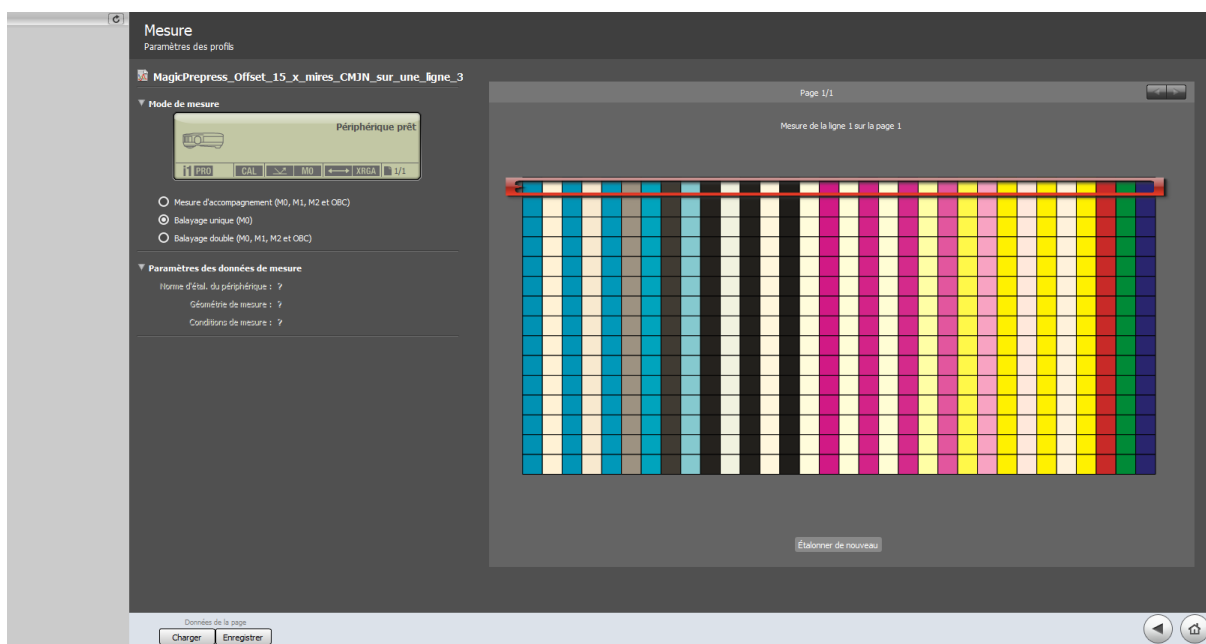 Mesure
Paramètres des profils
MagicPrepress_Offset_15_x_mires_CMJN_sur_une_ligne_3
Mode de mesure
Périphérique prêt
i1 PRO CAL M0 XRGA 1/1
Mesure d'accompagnement (M0, M1, M2 et OBC)
Balayage unique (M0)
Balayage double (M0, M1, M2 et OBC)
Paramètres des données de mesure
Norme d'étal. du périphérique : ?
Géométrie de mesure : ?
Conditions de mesure : ?
Page 1/1
Mesure de la ligne 1 sur la page 1
Étalonner de nouveau
Données de la page
Charger Enregistrer